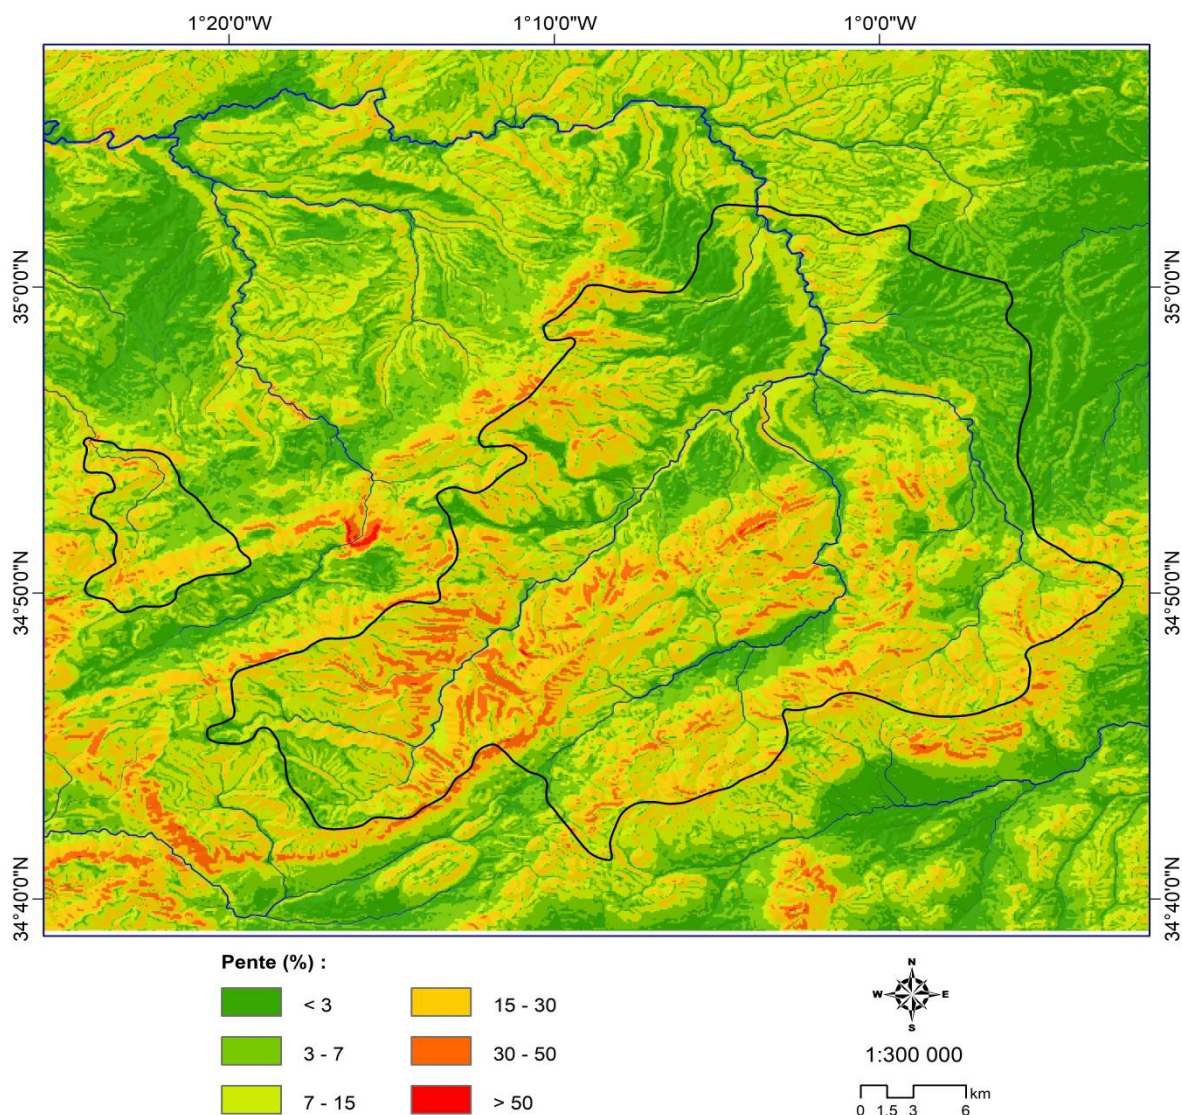 1°20'0"W 1°10'0"W 1°0'0"W
35°0'0"N 35°0'0"N
34°50'0"N 34°50'0"N
34°40'0"N 34°40'0"N
Pente (%) :
< 3 15 - 30
3 - 7 30 - 50
7 - 15 > 50
N
W E
S
1:300 000
km
0 1.5 3 6